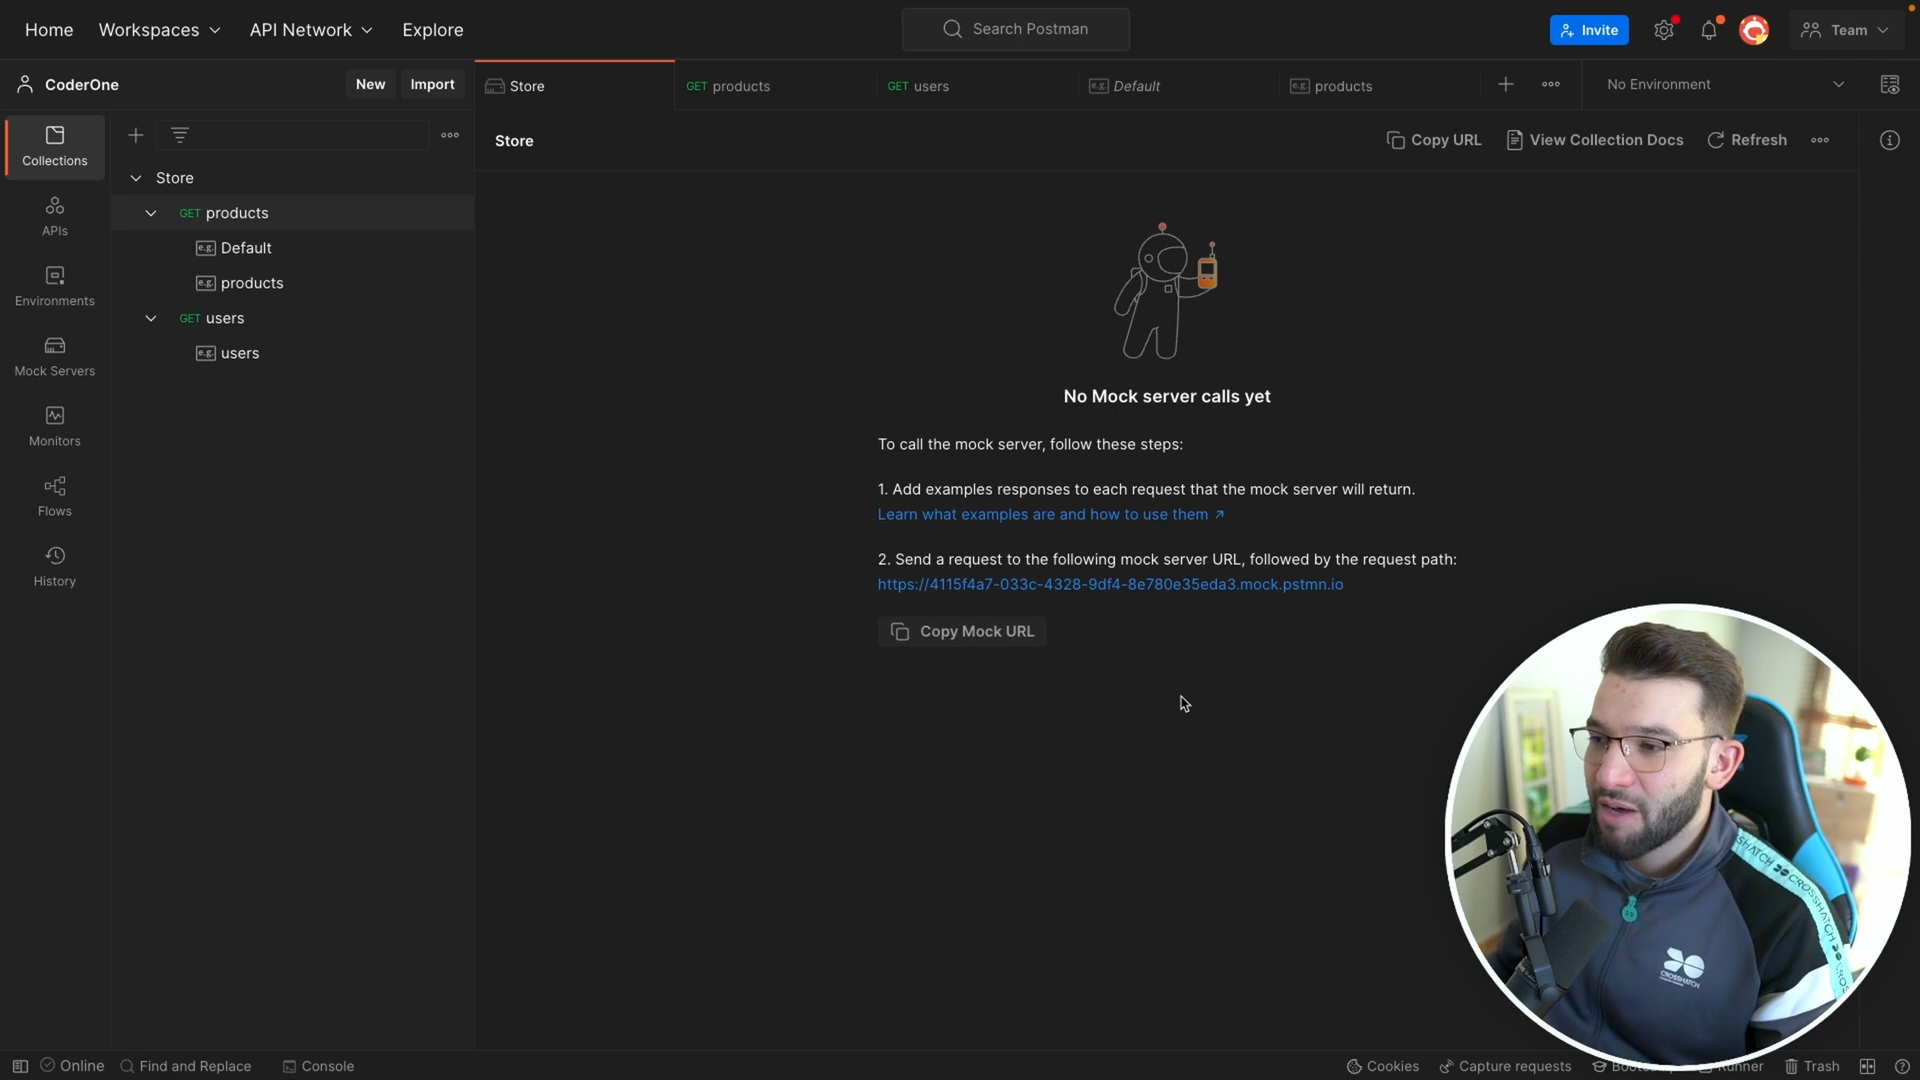 Home Workspaces API Network Explore
Search Postman
Invite
Team
CoderOne
New Import
Store
GET products
GET users
e.g. Default
e.g. products
No Environment
Collections
APIs
Environments
Mock Servers
Monitors
Flows
History
Store
GET products
e.g. Default
e.g. products
GET users
e.g. users
Store
Copy URL View Collection Docs Refresh
No Mock server calls yet
To call the mock server, follow these steps:
1. Add examples responses to each request that the mock server will return.
Learn what examples are and how to use them ↗
2. Send a request to the following mock server URL, followed by the request path:
https://4115f4a7-033c-4328-9df4-8e780e35eda3.mock.pstmn.io
Copy Mock URL
CROSSHATCH
CROSSHATCH
Online Find and Replace Console
Cookies Capture requests Trash